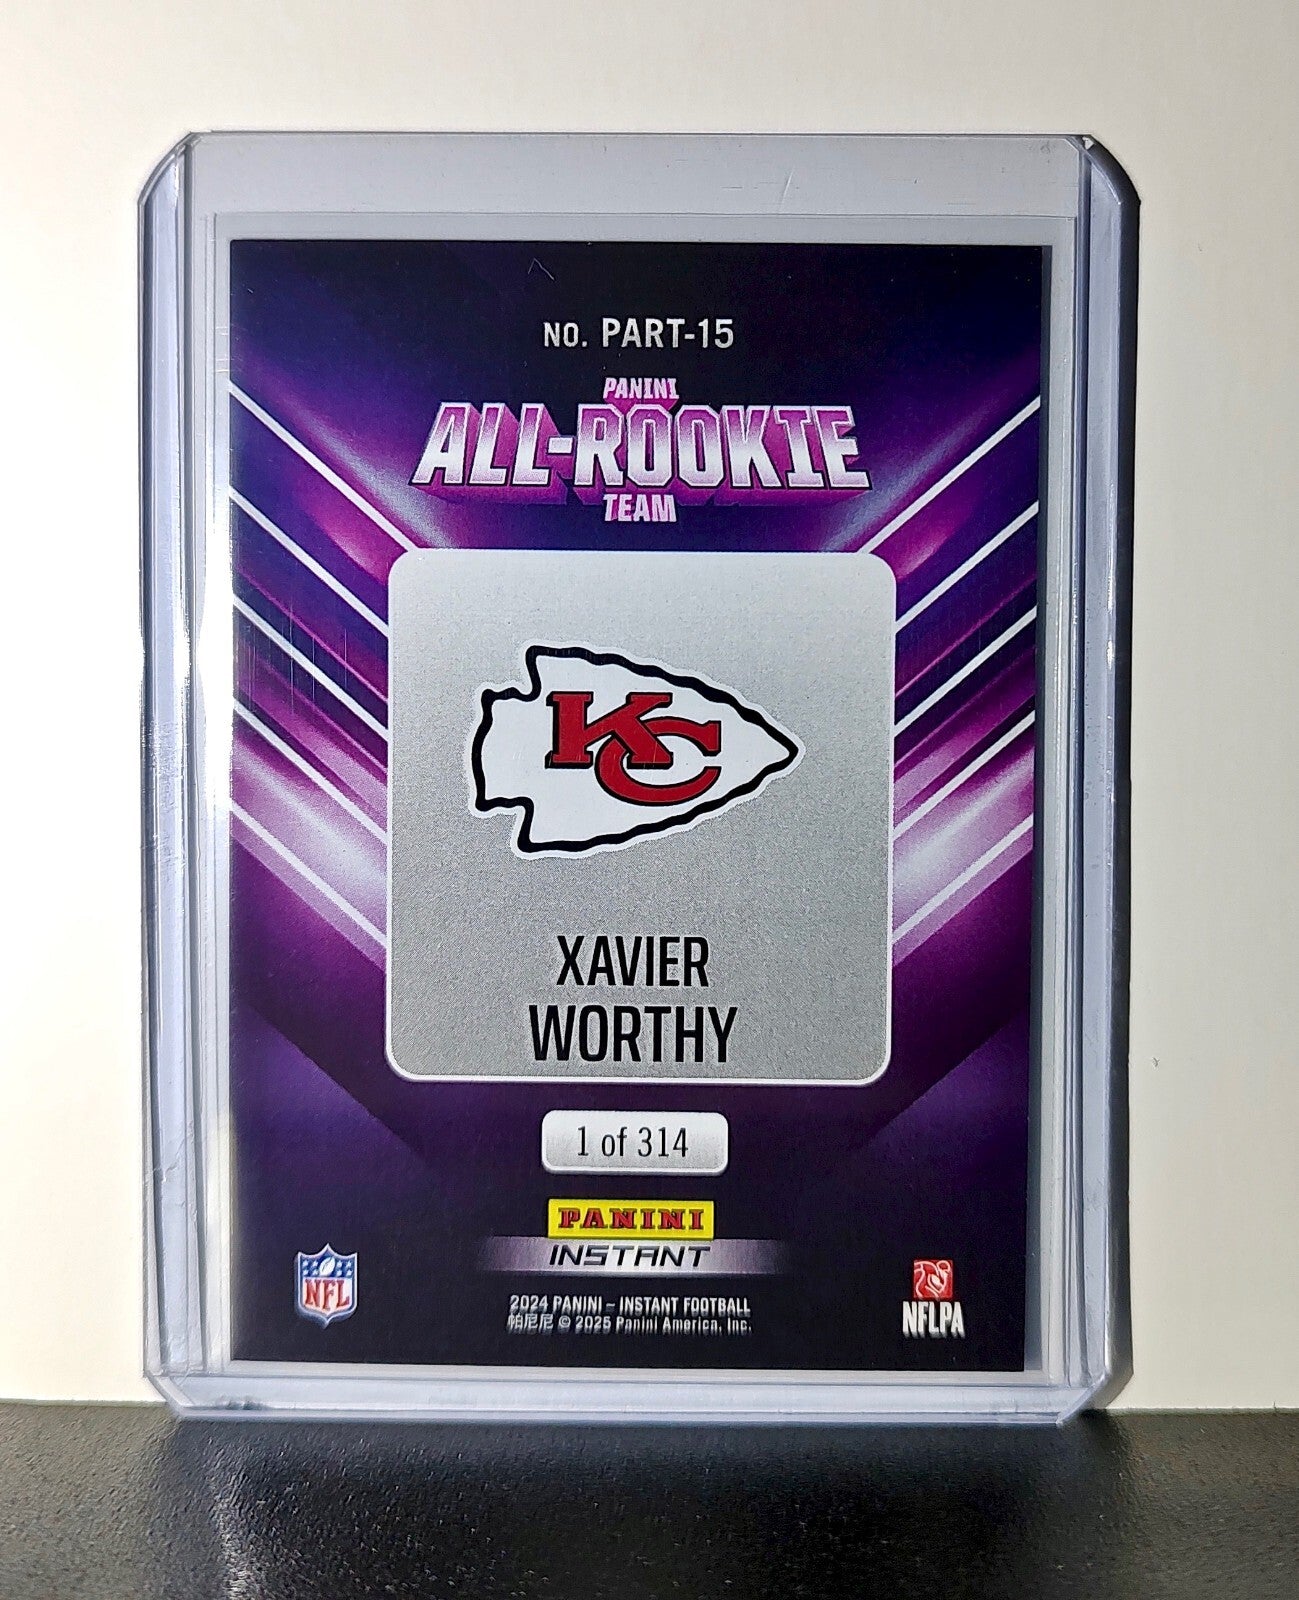 NO. PART-15
PANINI
ALL-ROOKIE
TEAM
KC
XAVIER
WORTHY
1 of 314
PANINI
INSTANT
NFL
NFLPA
2024 PANINI – INSTANT FOOTBALL
帕尼尼 © 2025 Panini America, Inc.